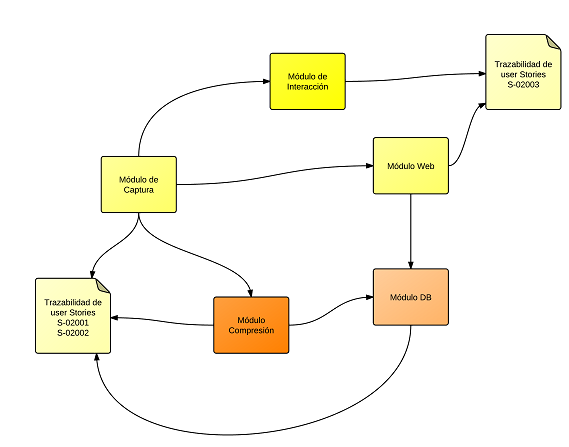 Trazabilidad de
user Stories
S-02003
Módulo de
Interacción
Módulo Web
Módulo de
Captura
Módulo DB
Trazabilidad de
user Stories
S-02001
S-02002
Módulo
Compresión